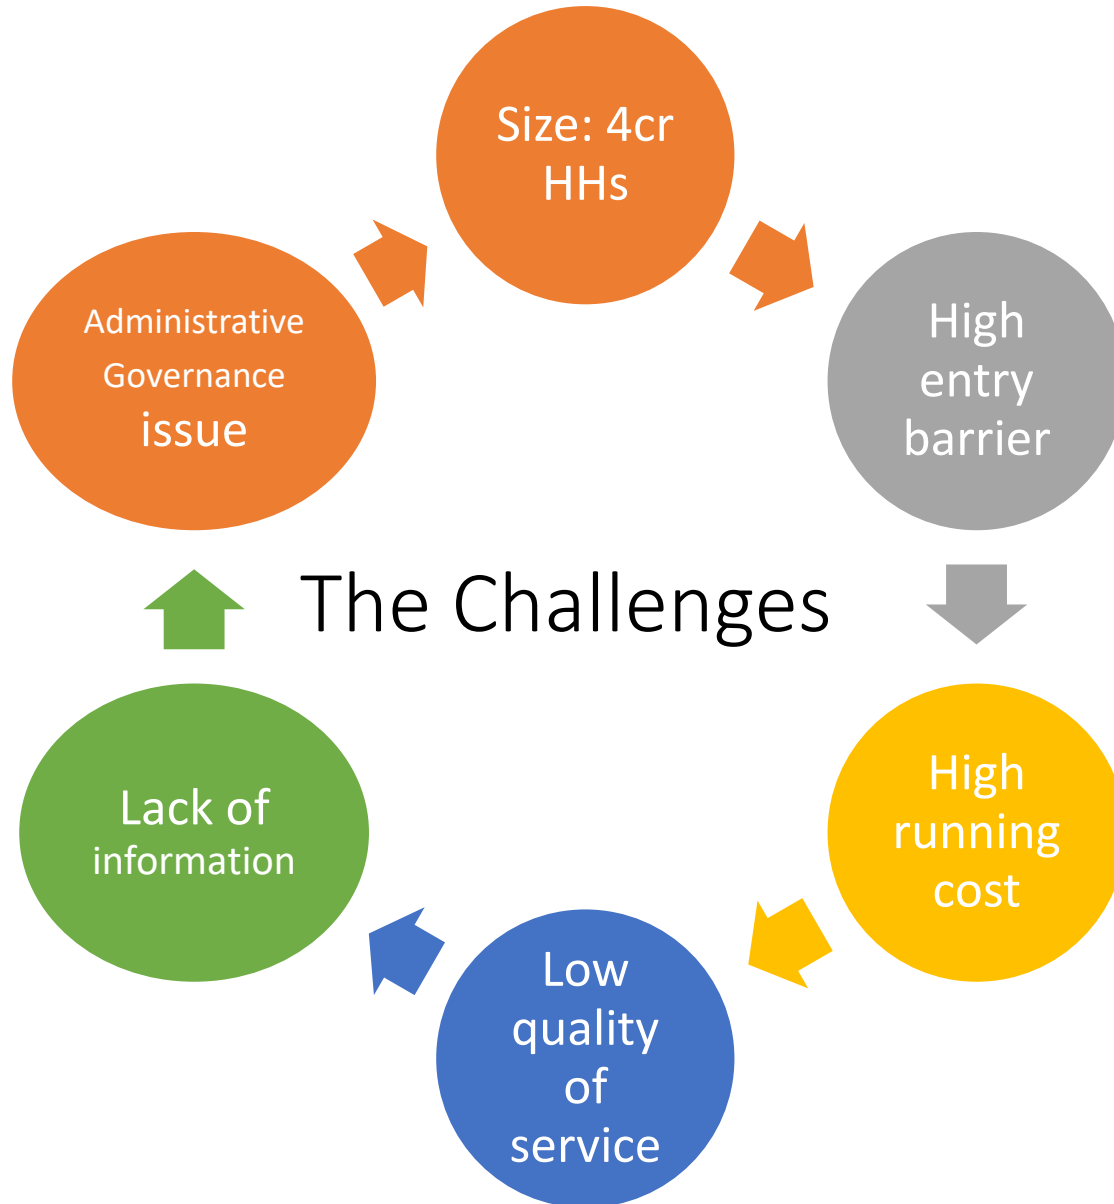 Size: 4cr
HHs
High
entry
barrier
High
running
cost
Low
quality
of
service
Lack of
information
Administrative
Governance
issue
The Challenges